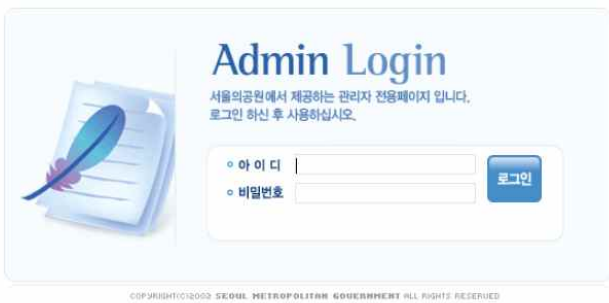 Admin Login
서울의공원에서 제공하는 관리자 전용페이지 입니다.
로그인 하신 후 사용하십시오.
아 이 디
로그인
비밀번호
COPYRIGHT(C)2002 SEOUL METROPOLITAN GOVERNMENT ALL RIGHTS RESERVED